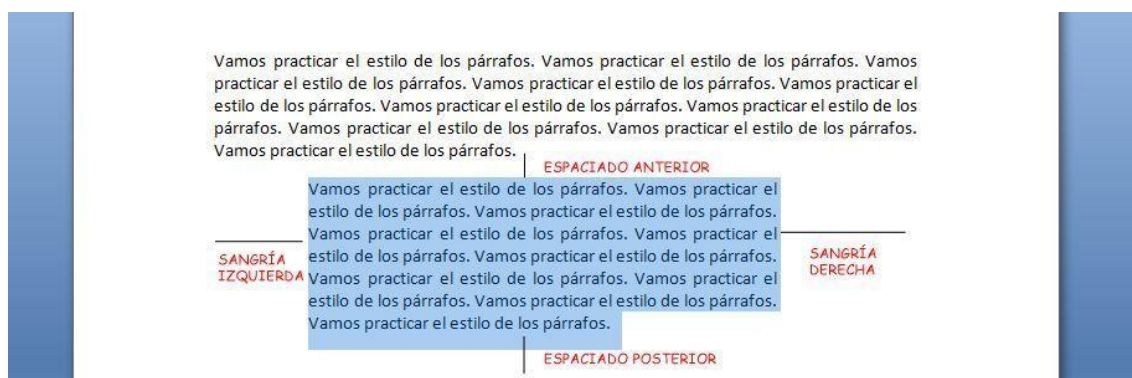 Vamos practicar el estilo de los párrafos. Vamos practicar el estilo de los párrafos. Vamos
practicar el estilo de los párrafos. Vamos practicar el estilo de los párrafos. Vamos practicar el
estilo de los párrafos. Vamos practicar el estilo de los párrafos. Vamos practicar el estilo de los
párrafos. Vamos practicar el estilo de los párrafos. Vamos practicar el estilo de los párrafos.
Vamos practicar el estilo de los párrafos.
ESPACIADO ANTERIOR
Vamos practicar el estilo de los párrafos. Vamos practicar el
estilo de los párrafos. Vamos practicar el estilo de los párrafos.
Vamos practicar el estilo de los párrafos. Vamos practicar el
estilo de los párrafos. Vamos practicar el estilo de los párrafos.
Vamos practicar el estilo de los párrafos. Vamos practicar el
estilo de los párrafos. Vamos practicar el estilo de los párrafos.
Vamos practicar el estilo de los párrafos.
SANGRÍA
IZQUIERDA
SANGRÍA
DERECHA
ESPACIADO POSTERIOR